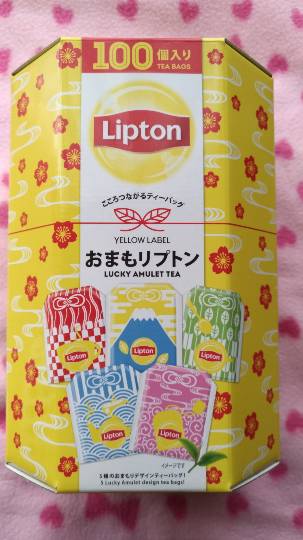 100個入り
TEA BAGS
Lipton
こころつながるティーバッグ
YELLOW LABEL
おまもりリプトン
LUCKY AMULET TEA
Lipton
Lipton
Lipton
Lipton
Lipton
イメージです
5種のおまもりデザインティーバッグ!
5 Lucky Amulet design tea bags!